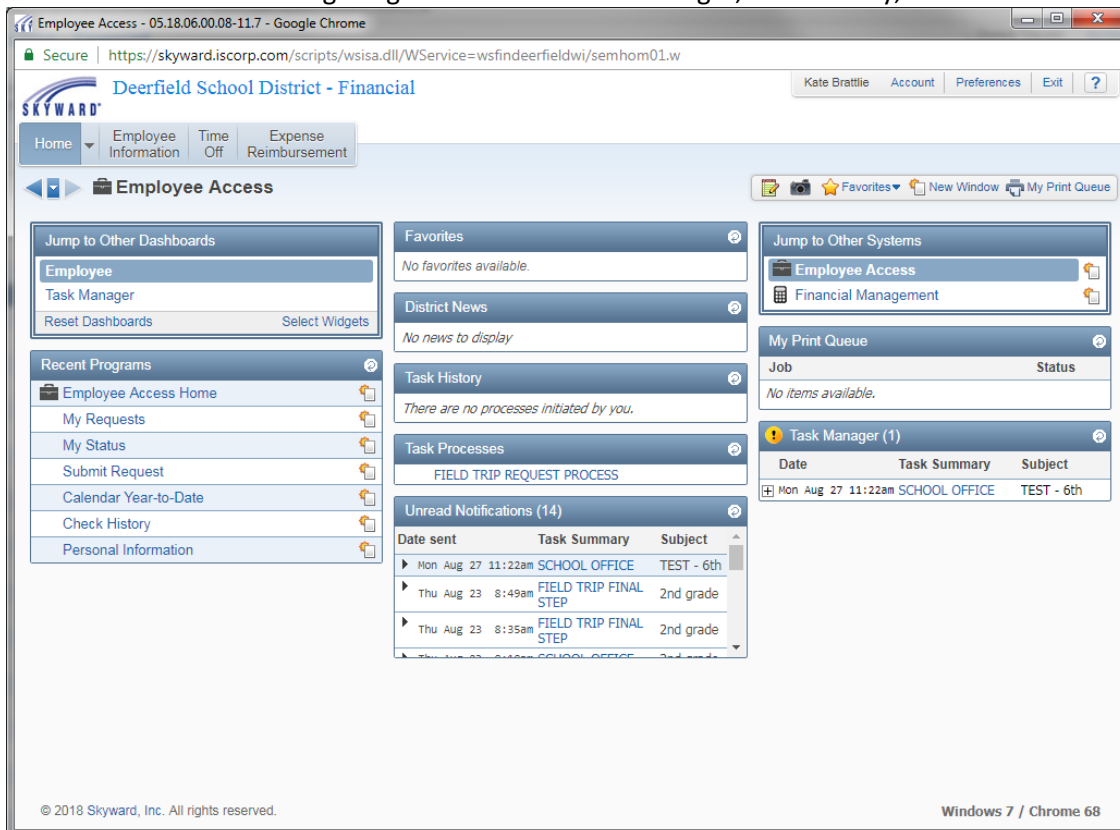 Employee Access - 05.18.06.00.08-11.7 - Google Chrome
Secure | https://skyward.iscorp.com/scripts/wsisa.dll/WService=wsfindeerfieldwi/semhom01.w
SKYWARD
Deerfield School District - Financial
Kate Brattlie Account Preferences Exit ?
Home Employee Information Time Off Expense Reimbursement
Employee Access
Favorites New Window My Print Queue
Jump to Other Dashboards
Employee
Task Manager
Reset Dashboards Select Widgets
Recent Programs
Employee Access Home
My Requests
My Status
Submit Request
Calendar Year-to-Date
Check History
Personal Information
Favorites
No favorites available.
District News
No news to display
Task History
There are no processes initiated by you.
Task Processes
FIELD TRIP REQUEST PROCESS
Unread Notifications (14)
Date sent Task Summary Subject
Mon Aug 27 11:22am SCHOOL OFFICE TEST - 6th
Thu Aug 23 8:49am FIELD TRIP FINAL STEP 2nd grade
Thu Aug 23 8:35am FIELD TRIP FINAL STEP 2nd grade
Jump to Other Systems
Employee Access
Financial Management
My Print Queue
Job Status
No items available.
Task Manager (1)
Date Task Summary Subject
Mon Aug 27 11:22am SCHOOL OFFICE TEST - 6th
© 2018 Skyward, Inc. All rights reserved.
Windows 7 / Chrome 68